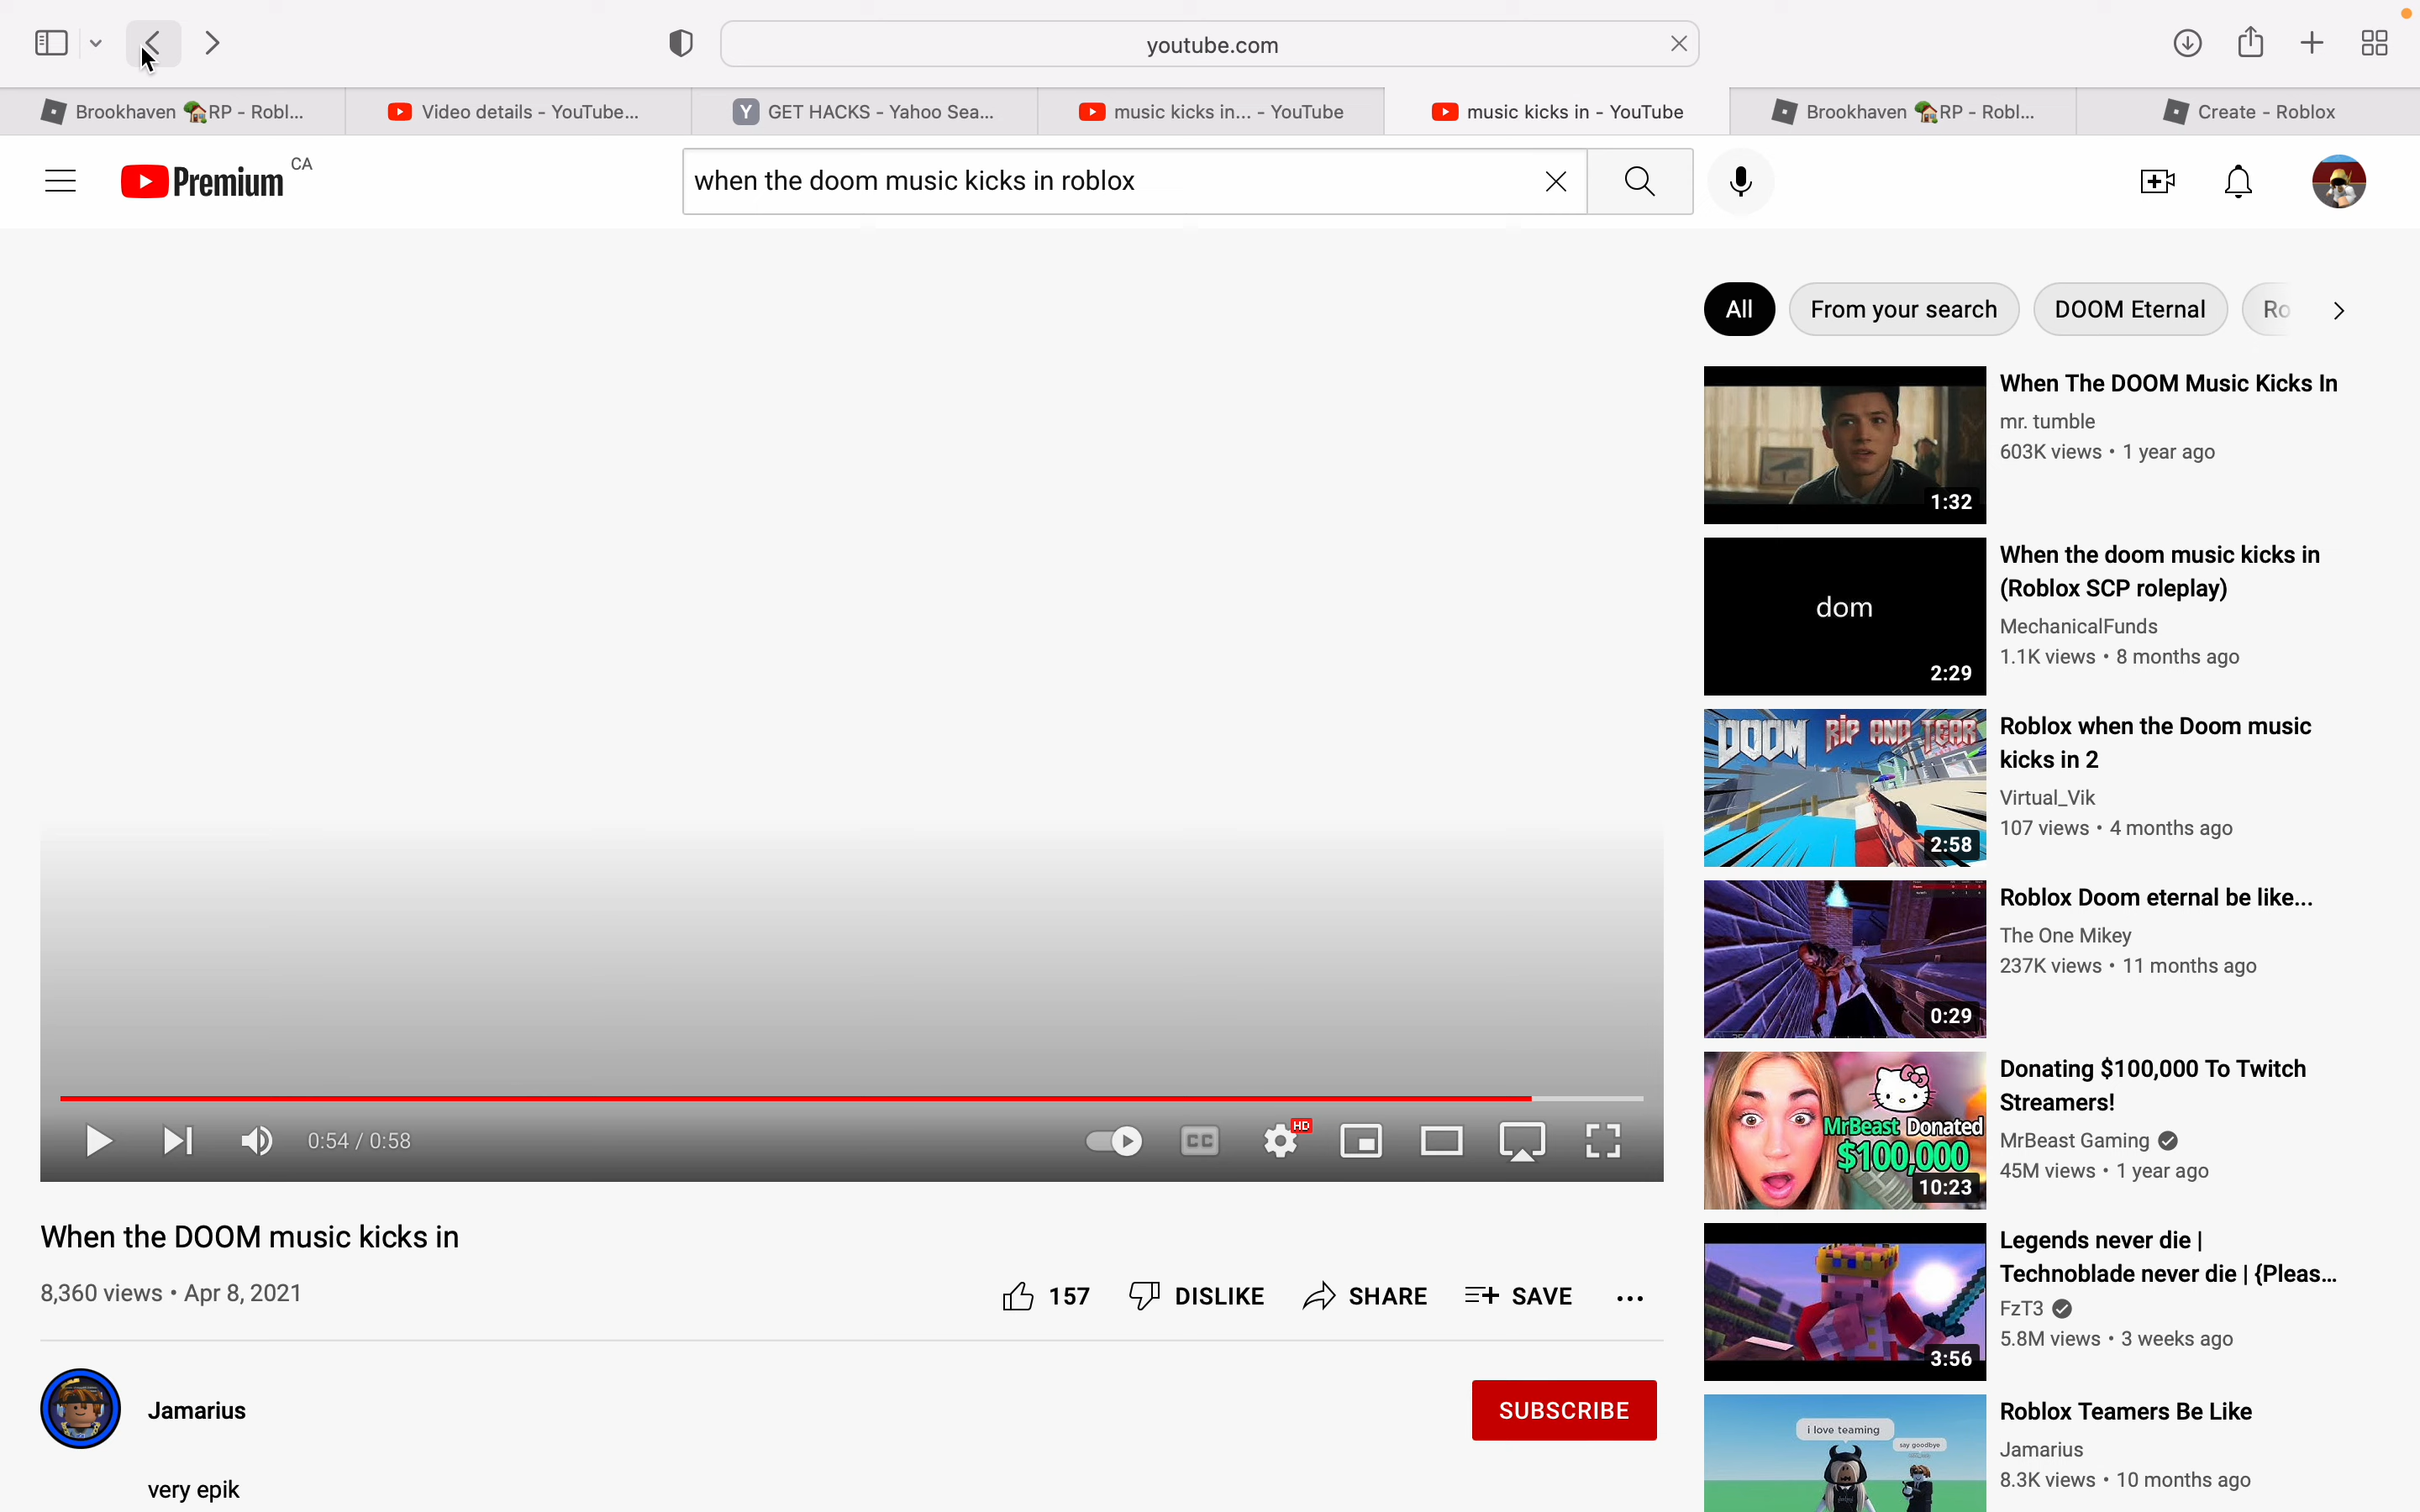 youtube.com
Brookhaven 🏡RP - Robl...
Video details - YouTube...
Y GET HACKS - Yahoo Sea...
music kicks in... - YouTube
music kicks in - YouTube
Brookhaven 🏡RP - Robl...
Create - Roblox
Premium CA
when the doom music kicks in roblox
All
From your search
DOOM Eternal
Ro
1:32
When The DOOM Music Kicks In
mr. tumble
603K views • 1 year ago
dom
2:29
When the doom music kicks in
(Roblox SCP roleplay)
MechanicalFunds
1.1K views • 8 months ago
DOOM RIP AND TEAR
2:58
Roblox when the Doom music
kicks in 2
Virtual_Vik
107 views • 4 months ago
0:29
Roblox Doom eternal be like...
The One Mikey
237K views • 11 months ago
MrBeast Donated
$100,000
10:23
Donating $100,000 To Twitch
Streamers!
MrBeast Gaming
45M views • 1 year ago
3:56
Legends never die |
Technoblade never die | {Pleas...
FzT3
5.8M views • 3 weeks ago
i love teaming
say goodbye
Roblox Teamers Be Like
Jamarius
8.3K views • 10 months ago
0:54 / 0:58
CC
HD
When the DOOM music kicks in
8,360 views • Apr 8, 2021
157
DISLIKE
SHARE
SAVE
Jamarius
SUBSCRIBE
very epik